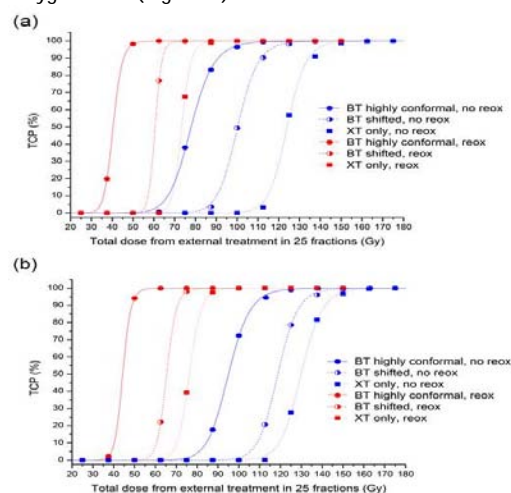 (a)
100
90
80
70
60
50
40
30
20
10
0
TCP (%)
BT highly conformal, no reox
BT shifted, no reox
XT only, no reox
BT highly conformal, reox
BT shifted, reox
XT only, reox
20 30 40 50 60 70 80 90 100 110 120 130 140 150 160 170 180
Total dose from external treatment in 25 fractions (Gy)
(b)
100
90
80
70
60
50
40
30
20
10
0
TCP (%)
BT highly conformal, no reox
BT shifted, no reox
XT only, no reox
BT highly conformal, reox
BT shifted, reox
XT only, reox
20 30 40 50 60 70 80 90 100 110 120 130 140 150 160 170 180
Total dose from external treatment in 25 fractions (Gy)